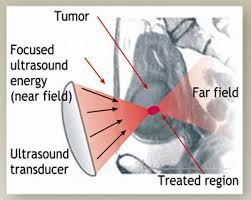 Tumor
Focused
ultrasound
energy
(near field)
Far field
Ultrasound
transducer
Treated region